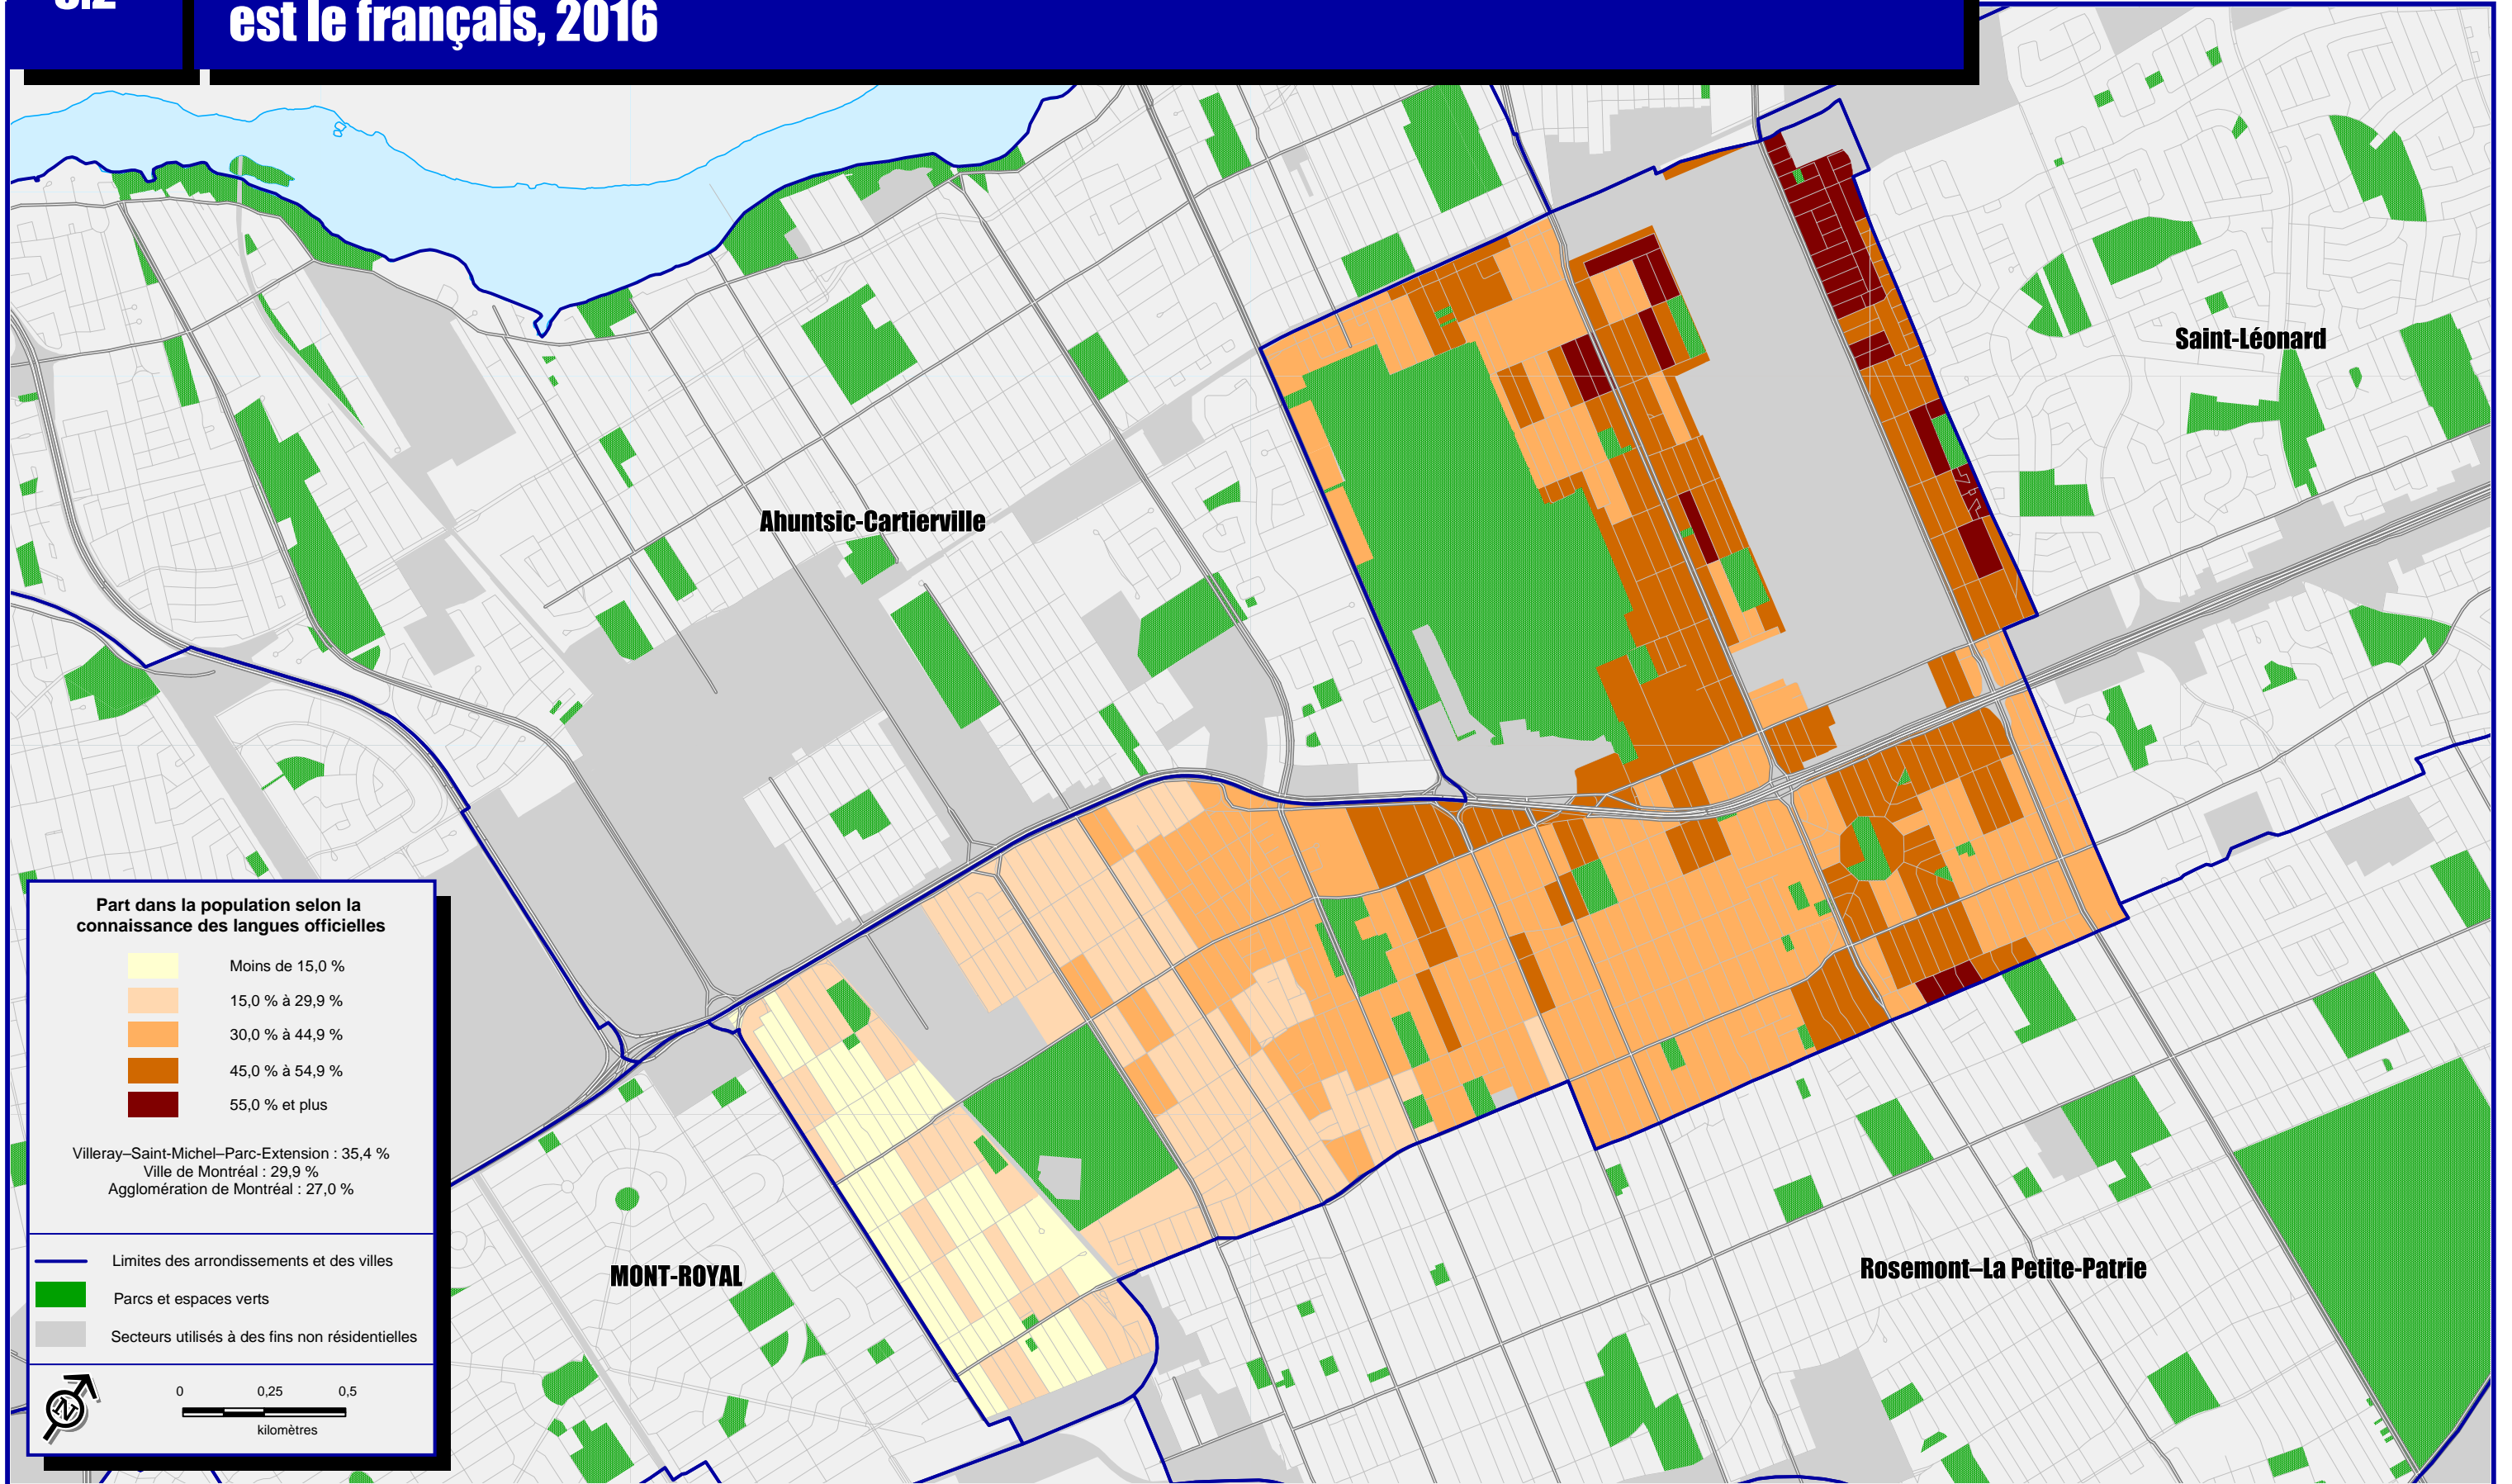 est le français, 2016
Saint-Léonard
Ahuntsic-Cartierville
Part dans la population selon la
connaissance des langues officielles
Moins de 15,0 %
15,0 % à 29,9 %
30,0 % à 44,9 %
45,0 % à 54,9 %
55,0 % et plus
Villeray–Saint-Michel–Parc-Extension : 35,4 %
Ville de Montréal : 29,9 %
Agglomération de Montréal : 27,0 %
Limites des arrondissements et des villes
Parcs et espaces verts
Secteurs utilisés à des fins non résidentielles
N
0 0,25 0,5
kilomètres
MONT-ROYAL
Rosemont–La Petite-Patrie